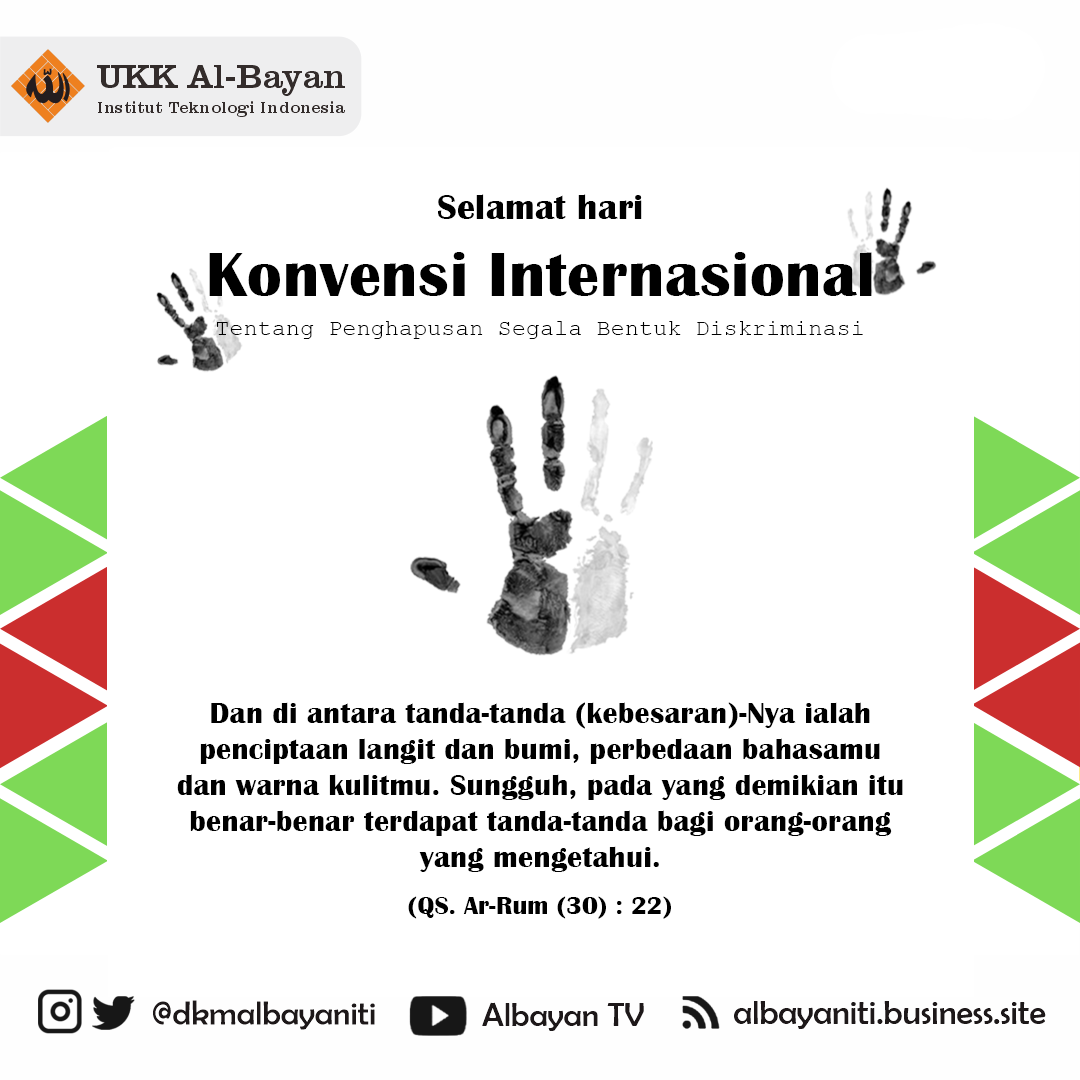 UKK Al-Bayan
Institut Teknologi Indonesia
Selamat hari
Konvensi Internasional
Tentang Penghapusan Segala Bentuk Diskriminasi
Dan di antara tanda-tanda (kebesaran)-Nya ialah
penciptaan langit dan bumi, perbedaan bahasamu
dan warna kulitmu. Sungguh, pada yang demikian itu
benar-benar terdapat tanda-tanda bagi orang-orang
yang mengetahui.
(QS. Ar-Rum (30) : 22)
@dkmalbayaniti
Albayan TV
albayaniti.business.site